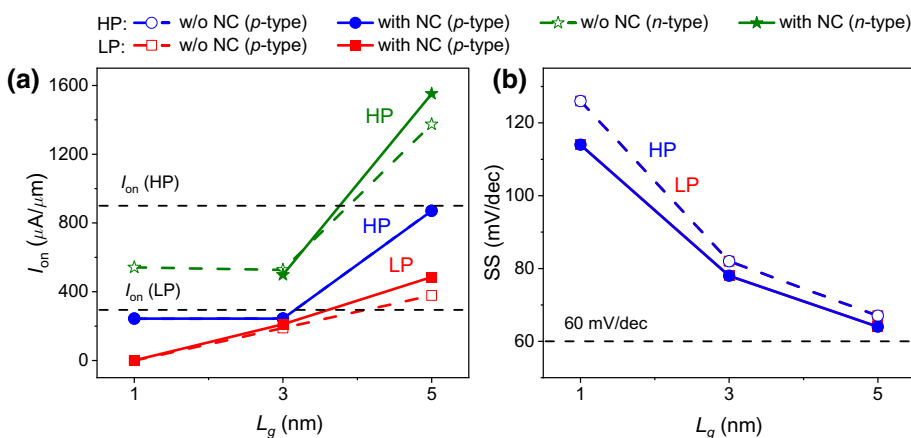 HP: w/o NC (p-type) with NC (p-type) w/o NC (n-type) with NC (n-type)
LP: w/o NC (p-type) with NC (p-type)
(a)
1600
1200
800
400
0
1
3
5
Ion (μA/μm)
Lg (nm)
HP
Ion (HP)
HP
LP
Ion (LP)
(b)
120
100
80
60
40
1
3
5
SS (mV/dec)
Lg (nm)
HP
LP
60 mV/dec